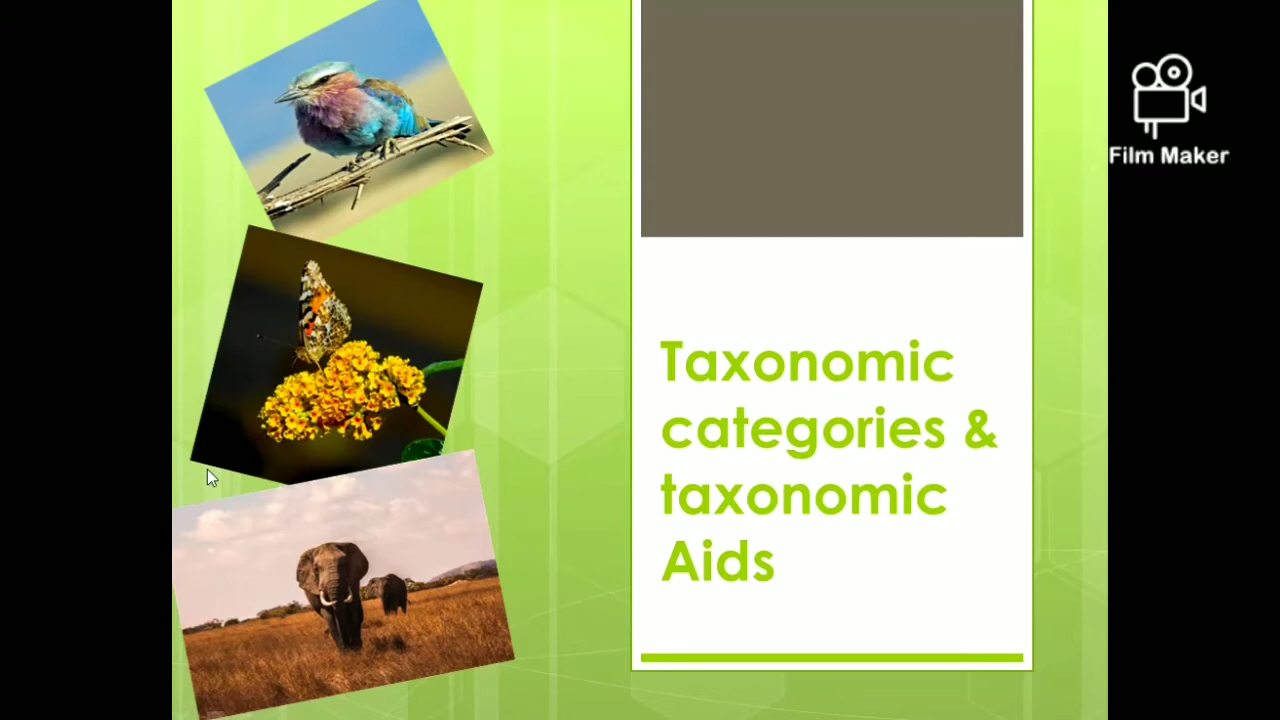 Film Maker
Taxonomic
categories &
taxonomic
Aids